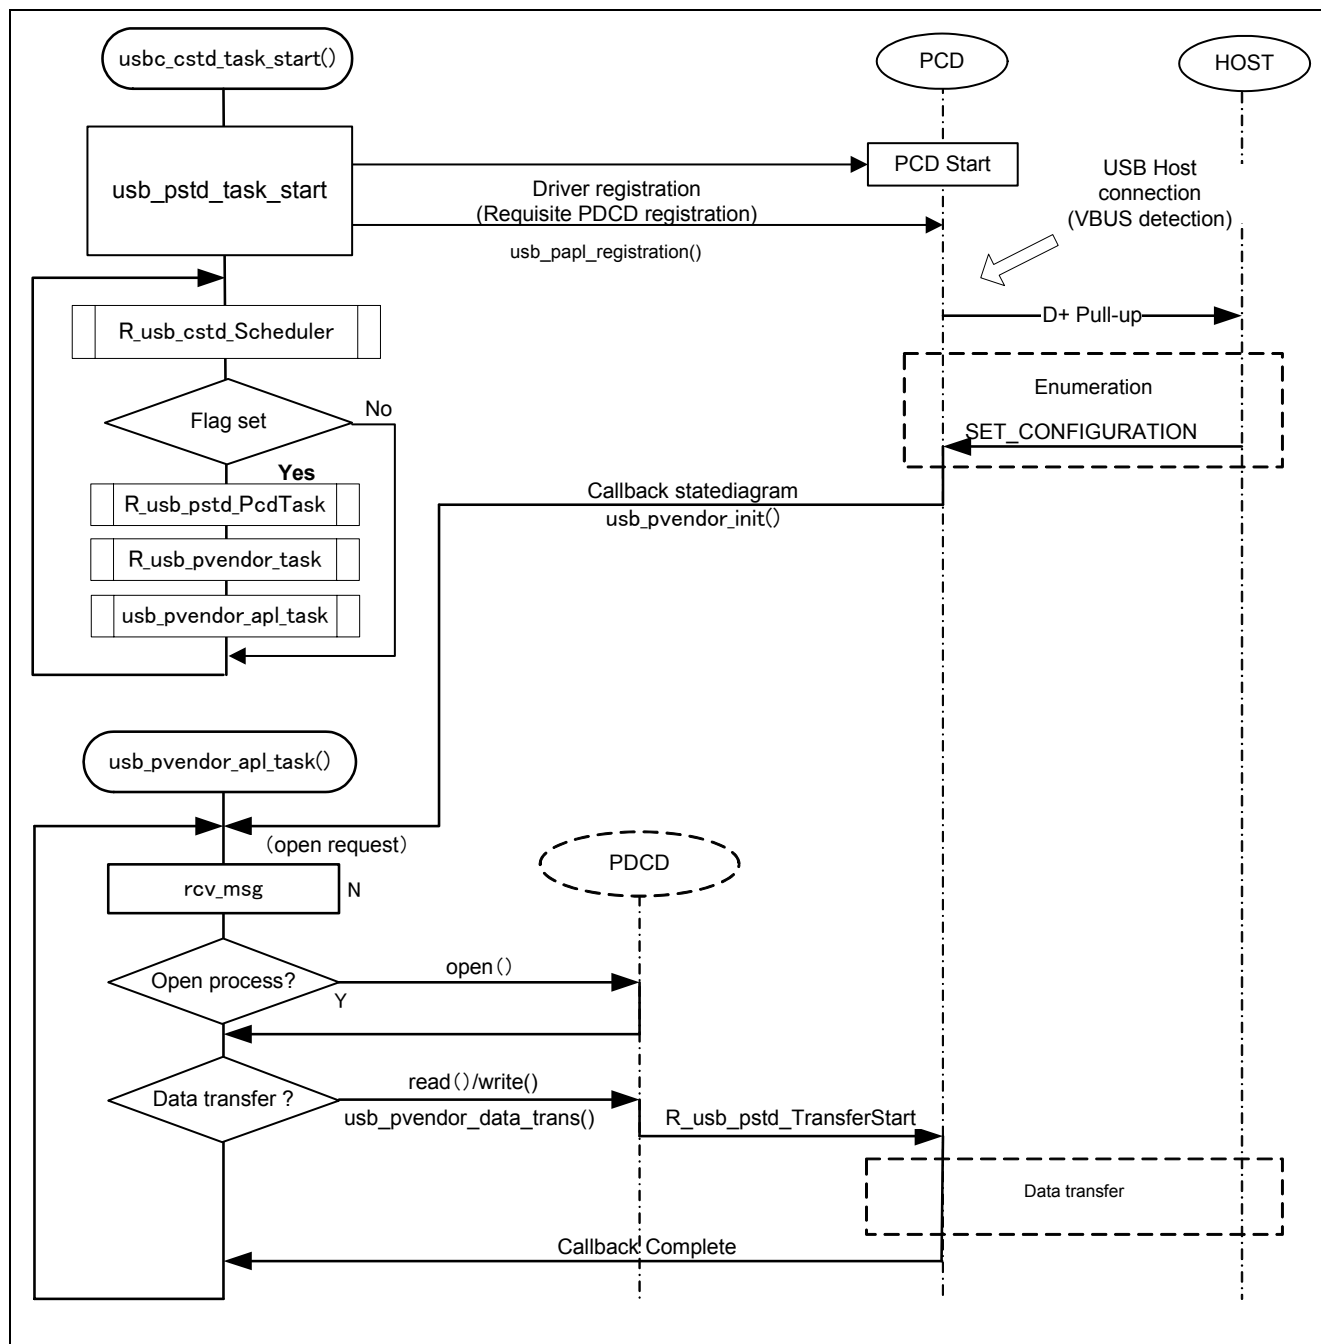 usbc_cstd_task_start()
PCD
HOST
usb_pstd_task_start
PCD Start
Driver registration
(Requisite PDCD registration)
usb_papl_registration()
USB Host
connection
(VBUS detection)
R_usb_cstd_Scheduler
D+ Pull-up
Flag set
No
Yes
Enumeration
SET_CONFIGURATION
R_usb_pstd_PcdTask
Callback statediagram
usb_pvendor_init()
R_usb_pvendor_task
usb_pvendor_apl_task
usb_pvendor_apl_task()
(open request)
rcv_msg
N
PDCD
Open process?
Y
open()
Data transfer ?
read()/write()
usb_pvendor_data_trans()
R_usb_pstd_TransferStart
Data transfer
Callback Complete